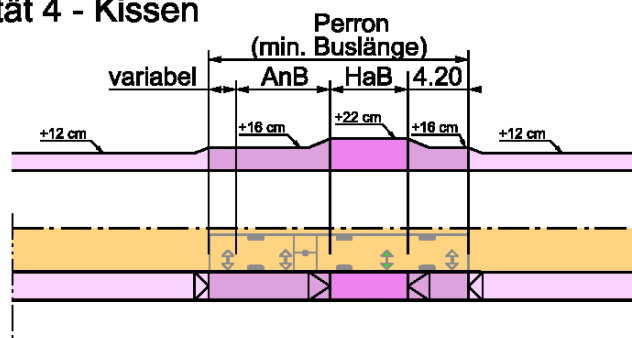 tät 4 - Kissen
Perron
(min. Buslänge)
variabel AnB HaB 4.20
+12 cm +16 cm +22 cm +16 cm +12 cm